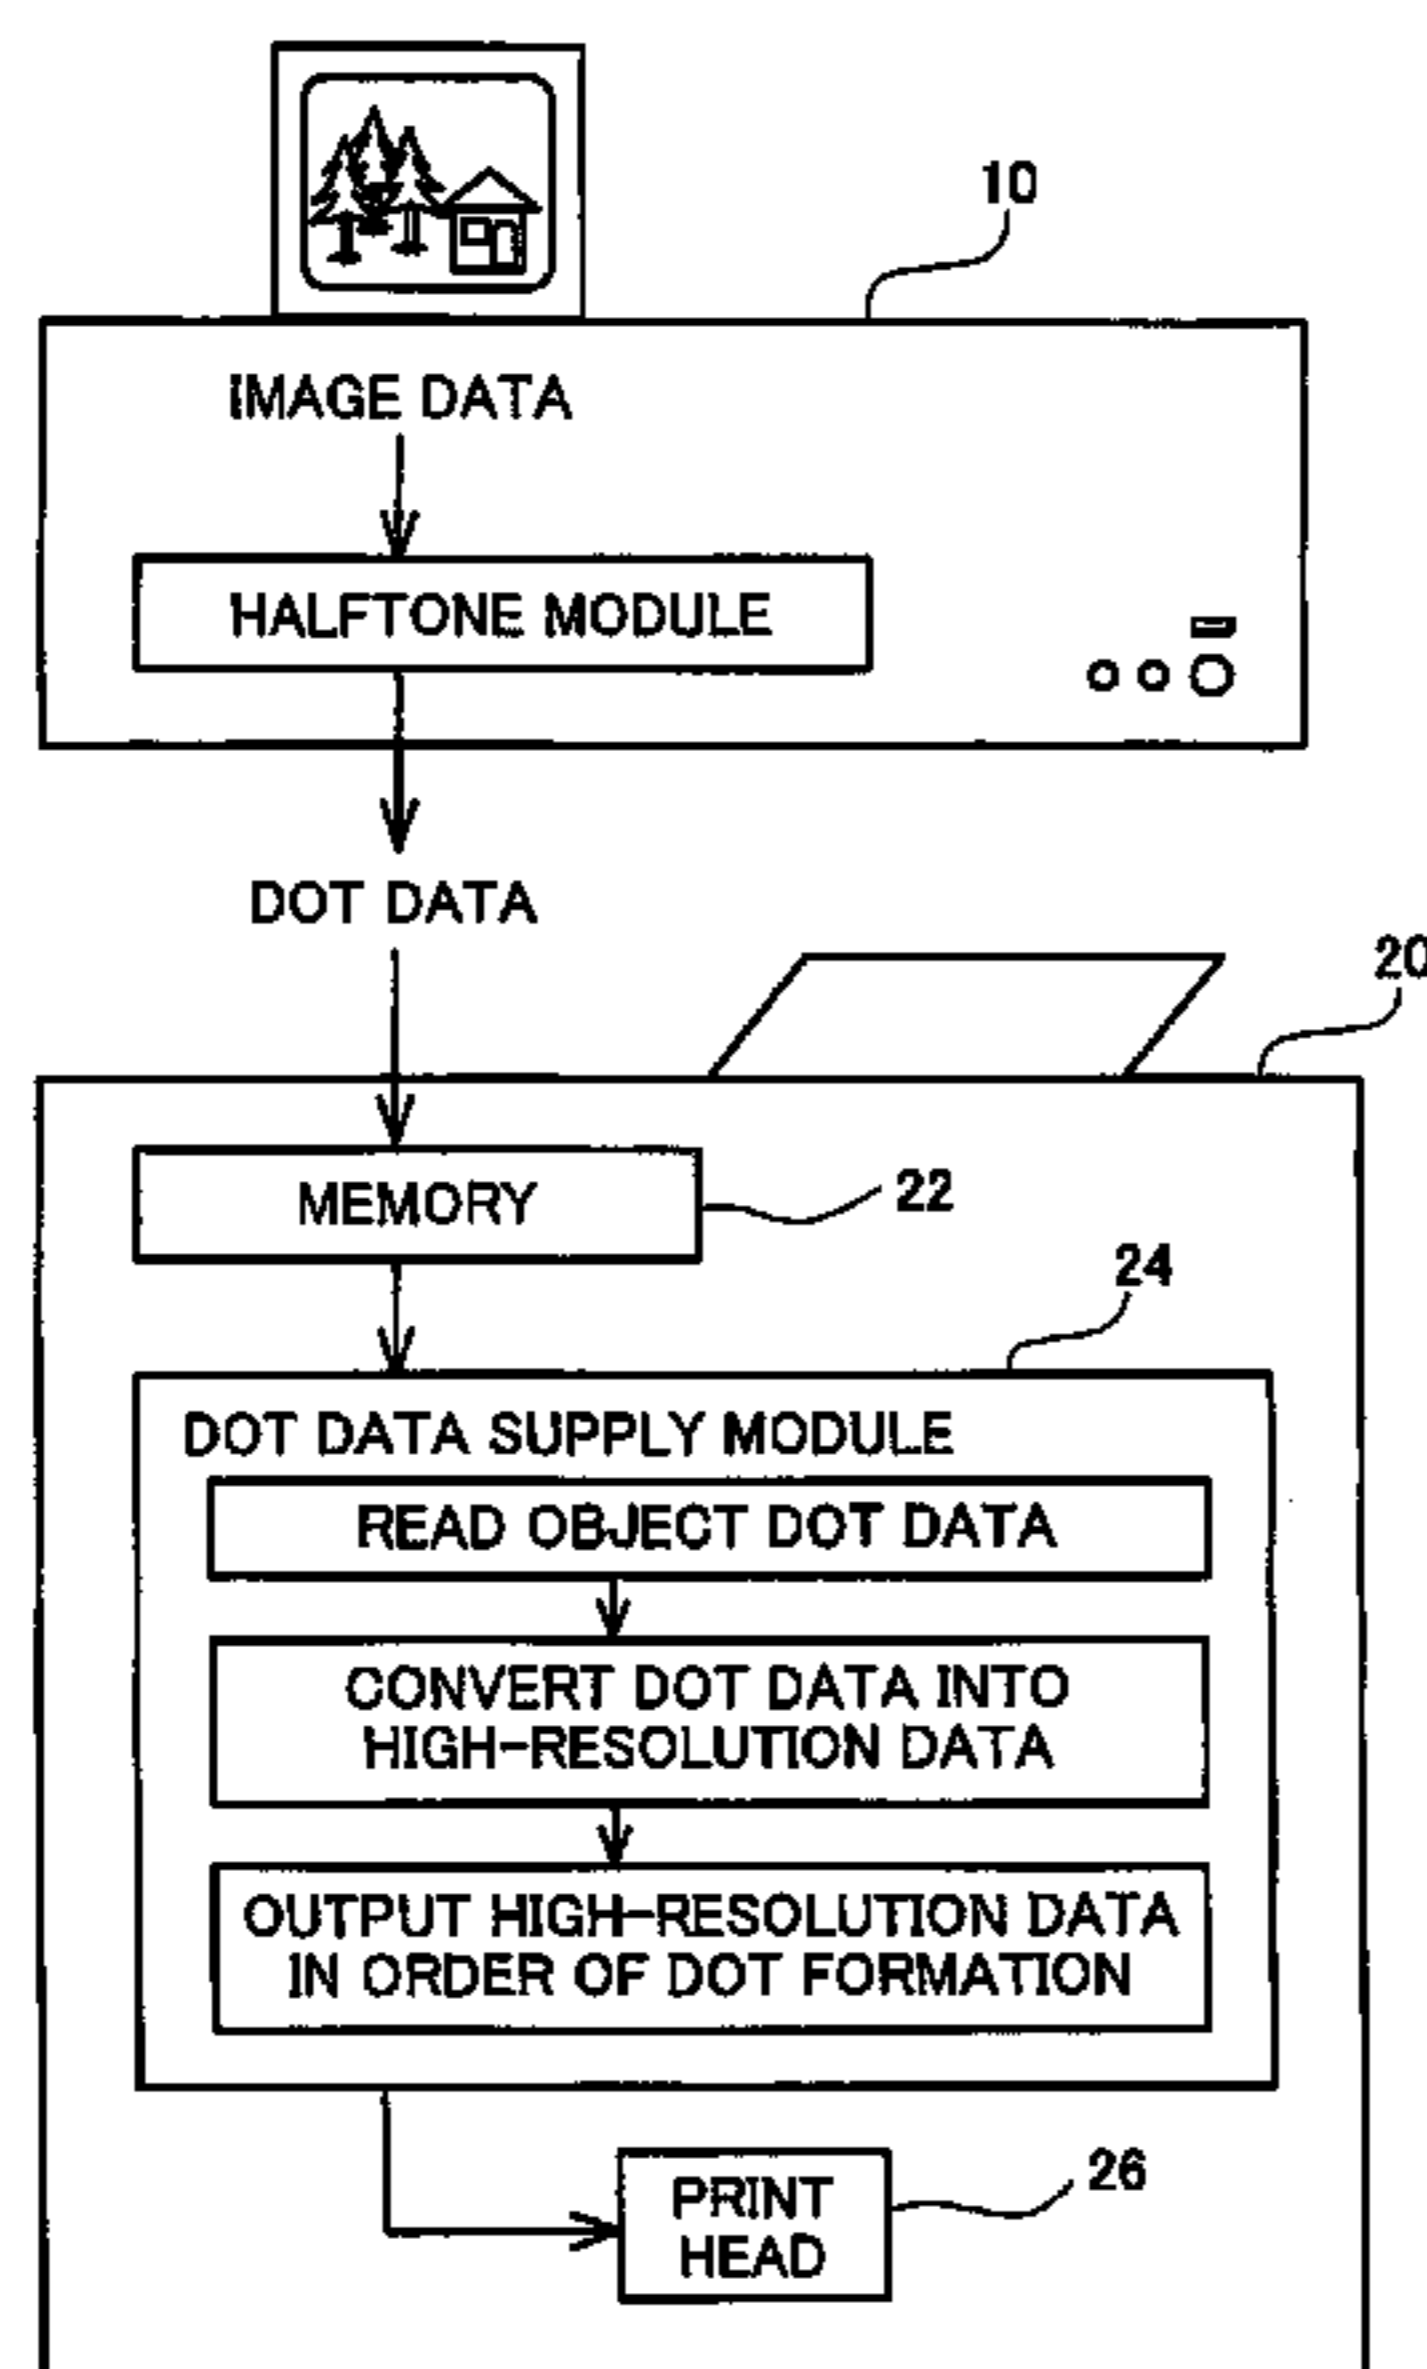 10
IMAGE DATA
HALFTONE MODULE
DOT DATA
20
MEMORY
22
24
DOT DATA SUPPLY MODULE
READ OBJECT DOT DATA
CONVERT DOT DATA INTO
HIGH-RESOLUTION DATA
OUTPUT HIGH-RESOLUTION DATA
IN ORDER OF DOT FORMATION
PRINT
HEAD
26